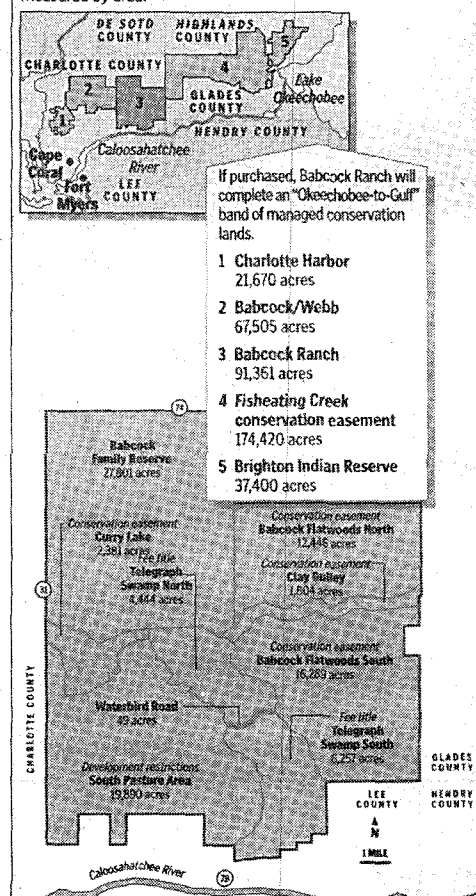 DE SOTO
COUNTY
HIGHLANDS
COUNTY
5
CHARLOTTE COUNTY
4
2
3
GLADES
COUNTY
Lake
Okeechobee
1
HENDRY COUNTY
Cape
Coral
Caloosahatchee
River
Fort
Myers
LEE
COUNTY
If purchased, Babcock Ranch will
complete an "Okeechobee-to-Gulf"
band of managed conservation
lands.
1 Charlotte Harbor
21,670 acres
2 Babcock/Webb
67,505 acres
3 Babcock Ranch
91,361 acres
4 Fisheating Creek
conservation easement
174,420 acres
5 Brighton Indian Reserve
37,400 acres
74
Babcock
Family Reserve
27,801 acres
Conservation easement
Babcock Flatwoods North
12,446 acres
Conservation easement
Curry Lake
2,381 acres
Fee title
Telegraph
Swamp North
4,444 acres
Conservation easement
Clay Gulley
1,804 acres
31
Conservation easement
Babcock Flatwoods South
16,289 acres
Waterbird Road
49 acres
Fee title
Telegraph
Swamp South
6,257 acres
CHARLOTTE COUNTY
Development restrictions
South Pasture Area
19,890 acres
GLADES
COUNTY
LEE
COUNTY
HENDRY
COUNTY
N
1 MILE
Caloosahatchee River
78